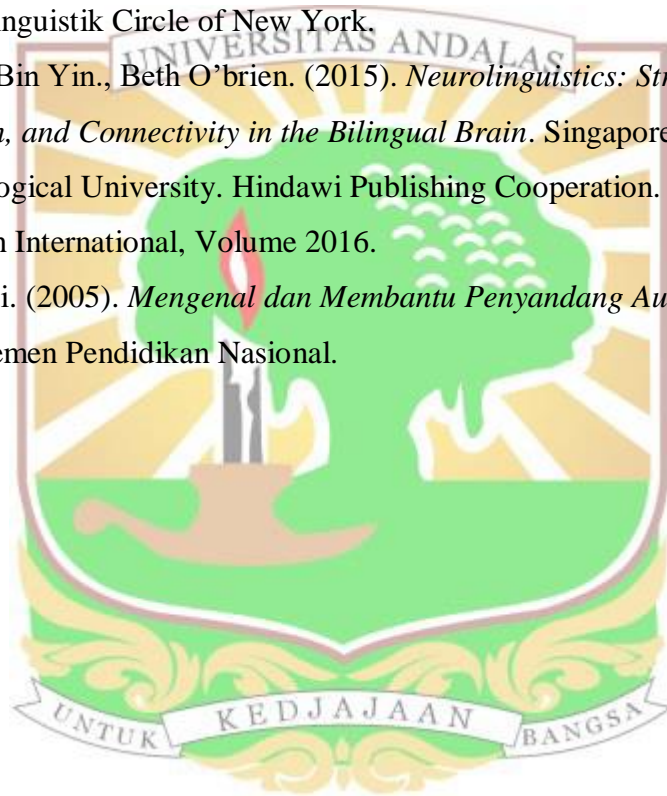 nguistik Circle of New York.
UNIVERSITAS ANDALAS
Bin Yin., Beth O'brien. (2015). Neurolinguistics: Str
n, and Connectivity in the Bilingual Brain. Singapore
ogical University. Hindawi Publishing Cooperation.
n International, Volume 2016.
i. (2005). Mengenal dan Membantu Penyandang Au
emen Pendidikan Nasional.
UNTUK KEDJAJAAN BANGSA